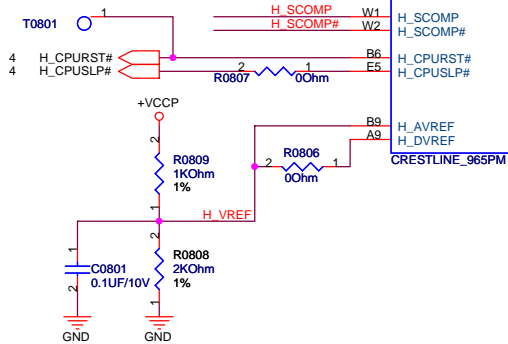 1 H_SCOMP W1 H_SCOMP
T0801 H_SCOMP# W2 H_SCOMP#
4 H_CPURST# B6 H_CPURST#
4 H_CPUSLP# 2 1 E5 H_CPUSLP#
R0807 0Ohm
+VCCP
B9 H_AVREF
2 A9 H_DVREF
R0806
R0809 2 1 CRESTLINE_965PM
1KOhm 0Ohm
1%
1
H_VREF
1 2 R0808
C0801 2KOhm
0.1UF/10V 1%
2 1
GND GND